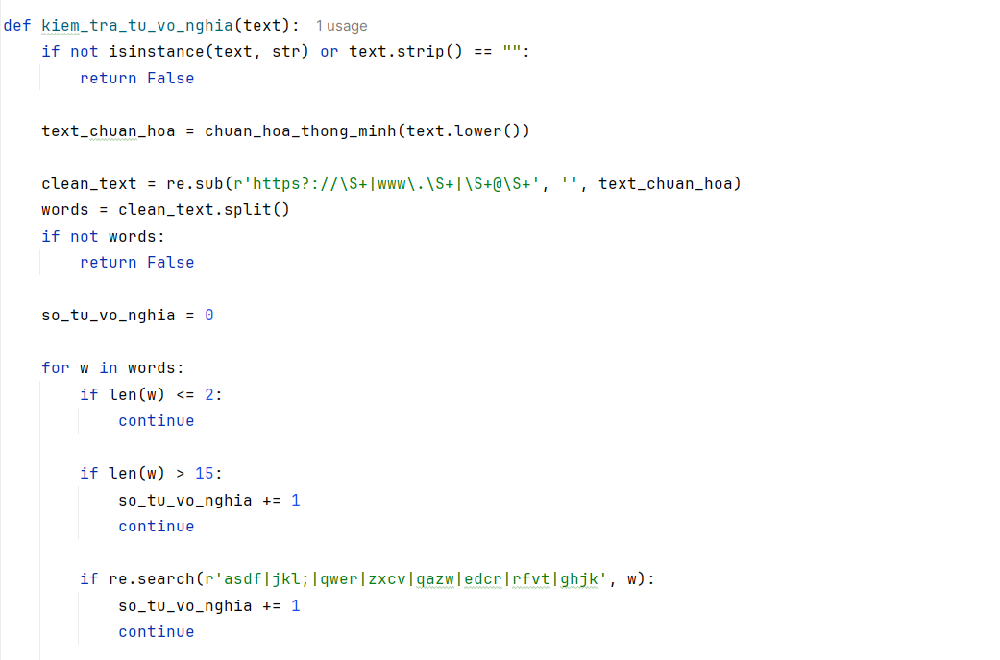 def kiem_tra_tu_vo_nghia(text):  1 usage
    if not isinstance(text, str) or text.strip() == "":
        return False

    text_chuan_hoa = chuan_hoa_thong_minh(text.lower())

    clean_text = re.sub(r'https?://\S+|www\.\S+|\S+@\S+', '', text_chuan_hoa)
    words = clean_text.split()
    if not words:
        return False

    so_tu_vo_nghia = 0

    for w in words:
        if len(w) <= 2:
            continue

        if len(w) > 15:
            so_tu_vo_nghia += 1
            continue

        if re.search(r'asdf|jkl;|qwer|zxcv|qazw|edcr|rfvt|ghjk', w):
            so_tu_vo_nghia += 1
            continue